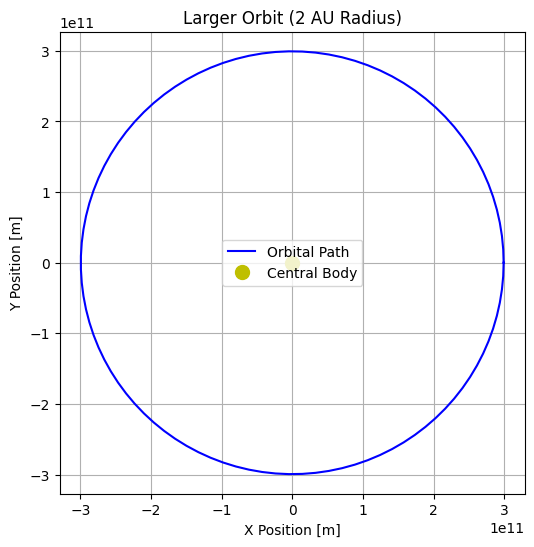 Larger Orbit (2 AU Radius)
1e11
3
2
1
0
−1
−2
−3
Y Position [m]
Orbital Path
Central Body
−3 −2 −1 0 1 2 3
1e11
X Position [m]